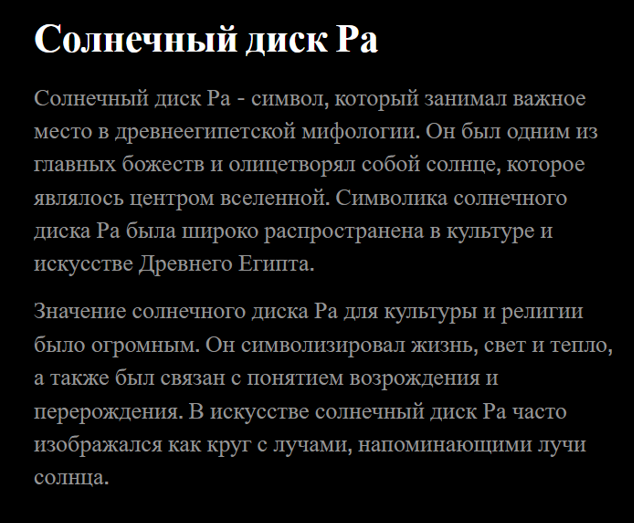 Солнечный диск Ра
Солнечный диск Ра - символ, который занимал важное
место в древнеегипетской мифологии. Он был одним из
главных божеств и олицетворял собой солнце, которое
являлось центром вселенной. Символика солнечного
диска Ра была широко распространена в культуре и
искусстве Древнего Египта.
Значение солнечного диска Ра для культуры и религии
было огромным. Он символизировал жизнь, свет и тепло,
а также был связан с понятием возрождения и
перерождения. В искусстве солнечный диск Ра часто
изображался как круг с лучами, напоминающими лучи
солнца.